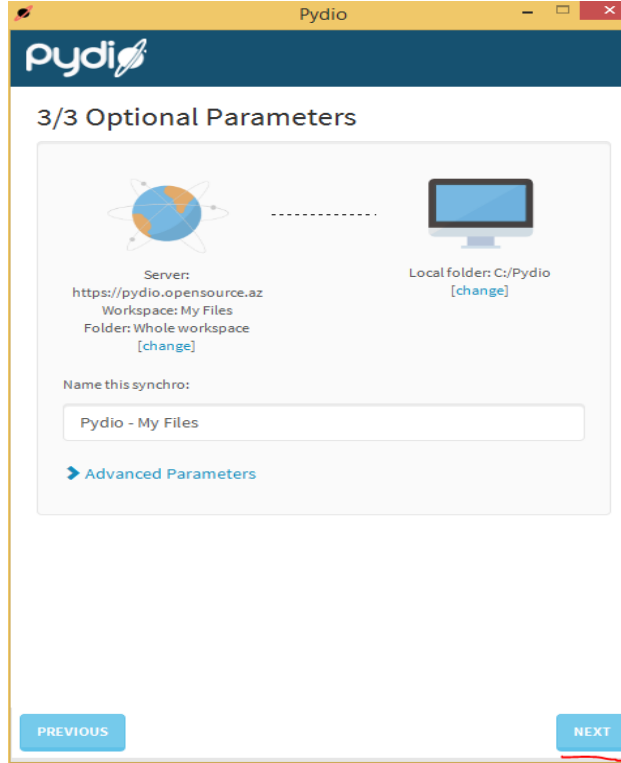 Pydio
Pydio
3/3 Optional Parameters
Server:
https://pydio.opensource.az
Workspace: My Files
Folder: Whole workspace
[change]
Local folder: C:/Pydio
[change]
Name this synchro:
Pydio - My Files
Advanced Parameters
PREVIOUS
NEXT